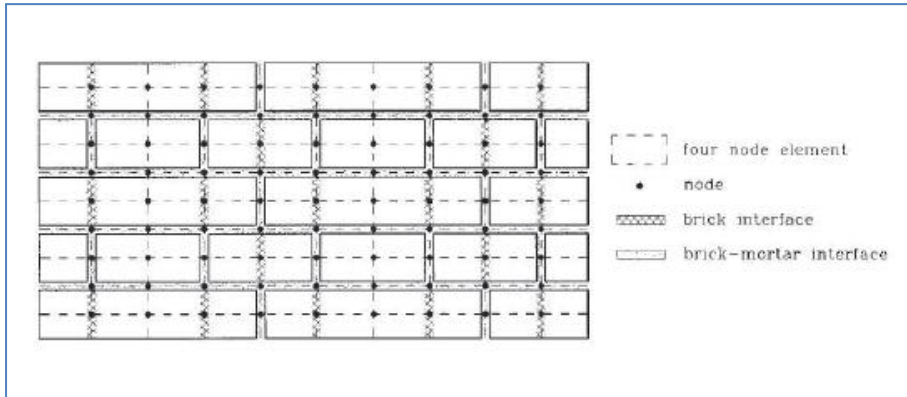 four node element
node
brick interface
brick-mortar interface